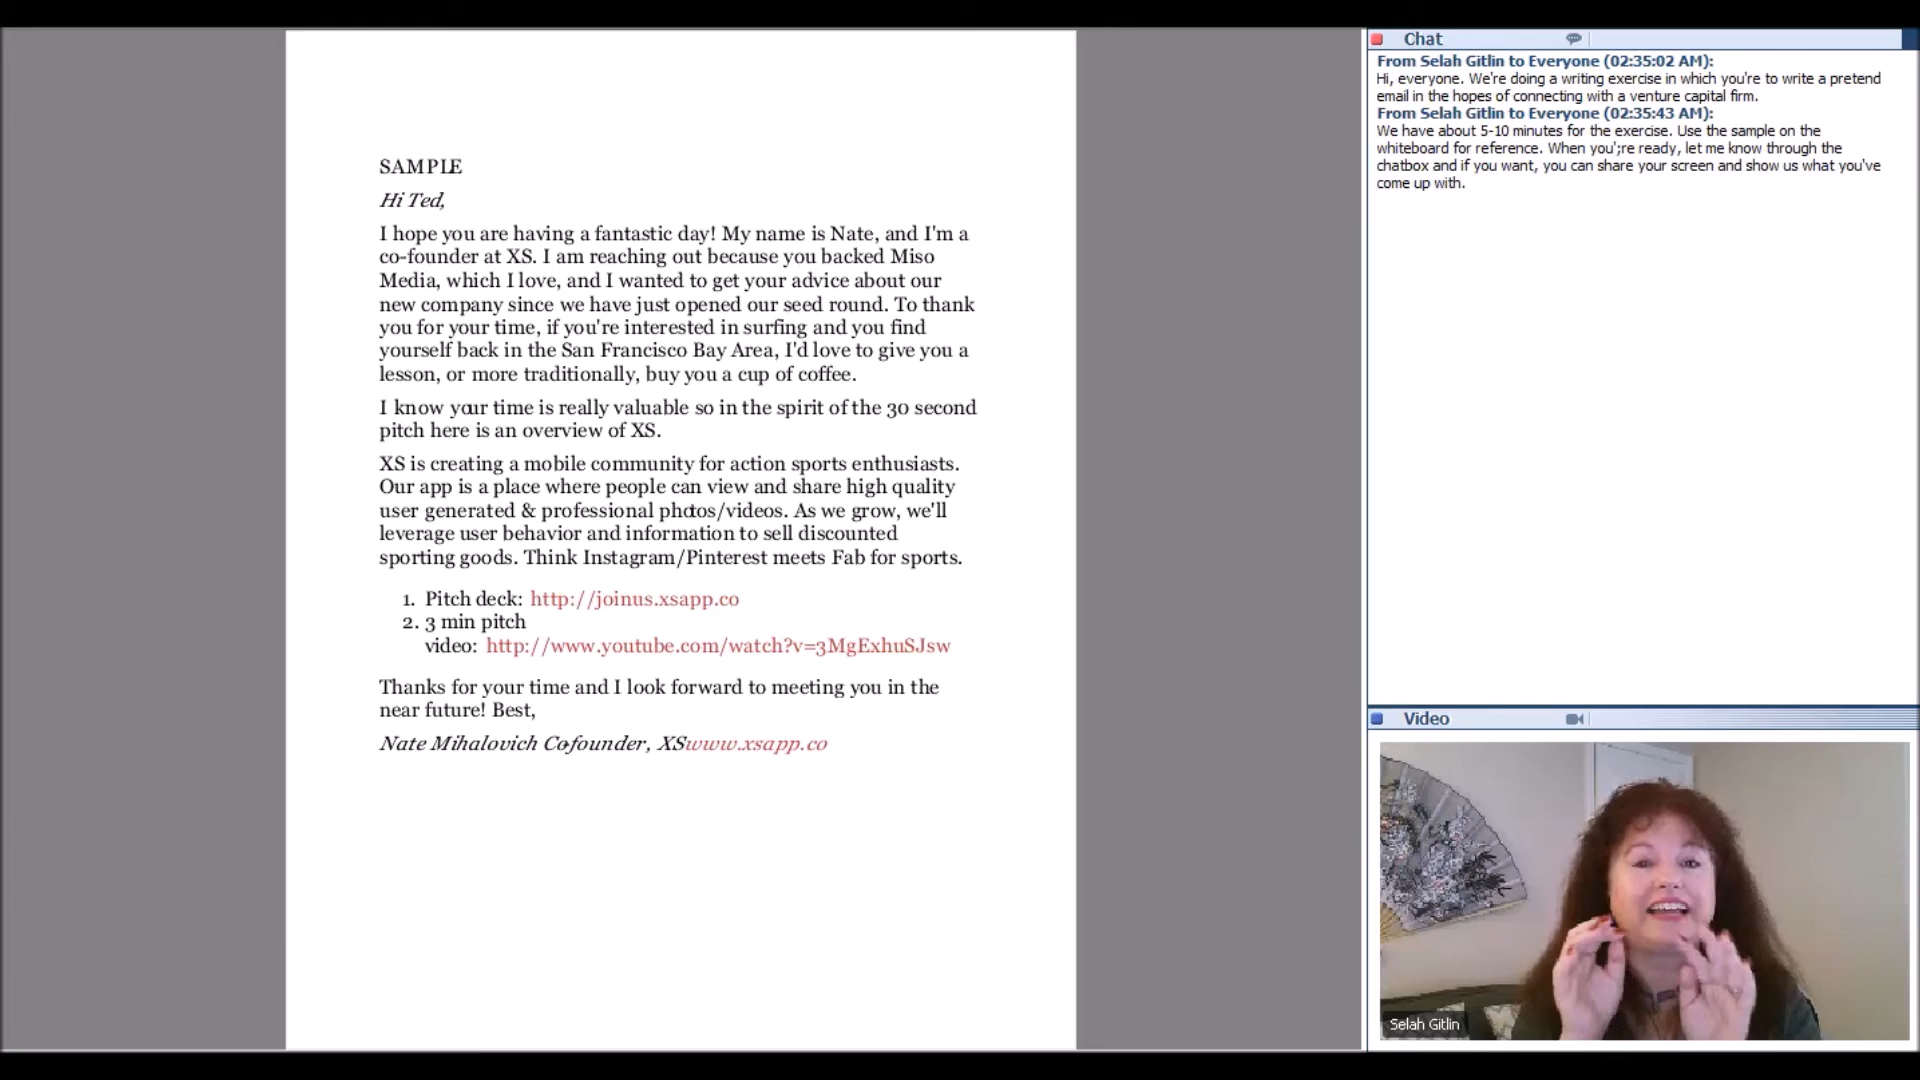 SAMPLE
Hi Ted,
I hope you are having a fantastic day! My name is Nate, and I'm a
co-founder at XS. I am reaching out because you backed Miso
Media, which I love, and I wanted to get your advice about our
new company since we have just opened our seed round. To thank
you for your time, if you're interested in surfing and you find
yourself back in the San Francisco Bay Area, I'd love to give you a
lesson, or more traditionally, buy you a cup of coffee.
I know your time is really valuable so in the spirit of the 30 second
pitch here is an overview of XS.
XS is creating a mobile community for action sports enthusiasts.
Our app is a place where people can view and share high quality
user generated & professional photos/videos. As we grow, we'll
leverage user behavior and information to sell discounted
sporting goods. Think Instagram/Pinterest meets Fab for sports.
1. Pitch deck: http://joinus.xsapp.co
2. 3 min pitch
video: http://www.youtube.com/watch?v=3MgExhuSJsw
Thanks for your time and I look forward to meeting you in the
near future! Best,
Nate Mihalovich Co-founder, XSwww.xsapp.co
Chat
From Selah Gitlin to Everyone (02:35:02 AM):
Hi, everyone. We're doing a writing exercise in which you're to write a pretend
email in the hopes of connecting with a venture capital firm.
From Selah Gitlin to Everyone (02:35:43 AM):
We have about 5-10 minutes for the exercise. Use the sample on the
whiteboard for reference. When you';re ready, let me know through the
chatbox and if you want, you can share your screen and show us what you've
come up with.
Video
Selah Gitlin